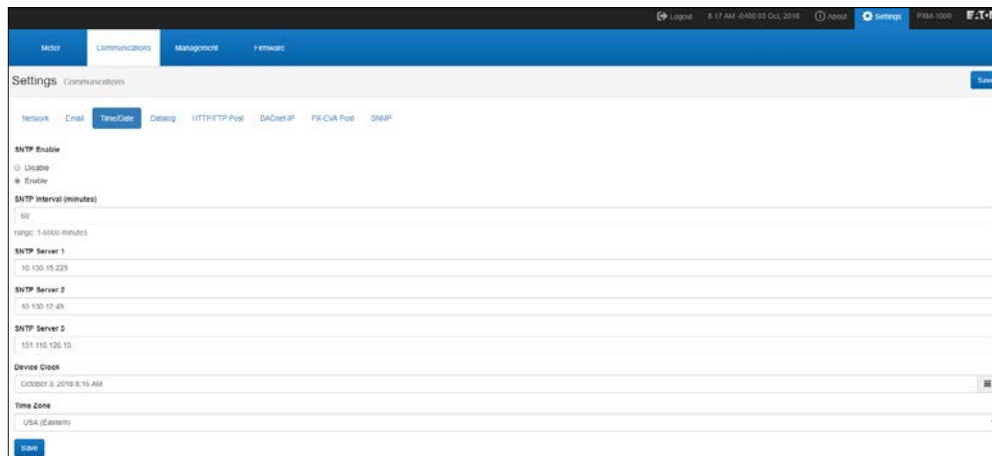 Logout 8:17 AM -0400 03 Oct, 2018 About Settings PXM-1000 EATON
Meter Communications Management Firmware
Settings Communications Save
Network Email Time/Date Datalog HTTP/FTP Post BACnet-IP PX-EVA Post SNMP
SNTP Enable
Disable
Enable
SNTP Interval (minutes)
60
range: 1-6000 minutes
SNTP Server 1
10.130.15.225
SNTP Server 2
10.130.12.49
SNTP Server 3
151.110.126.15
Device Clock
October 3, 2018 8:16 AM
Time Zone
USA (Eastern)
Save